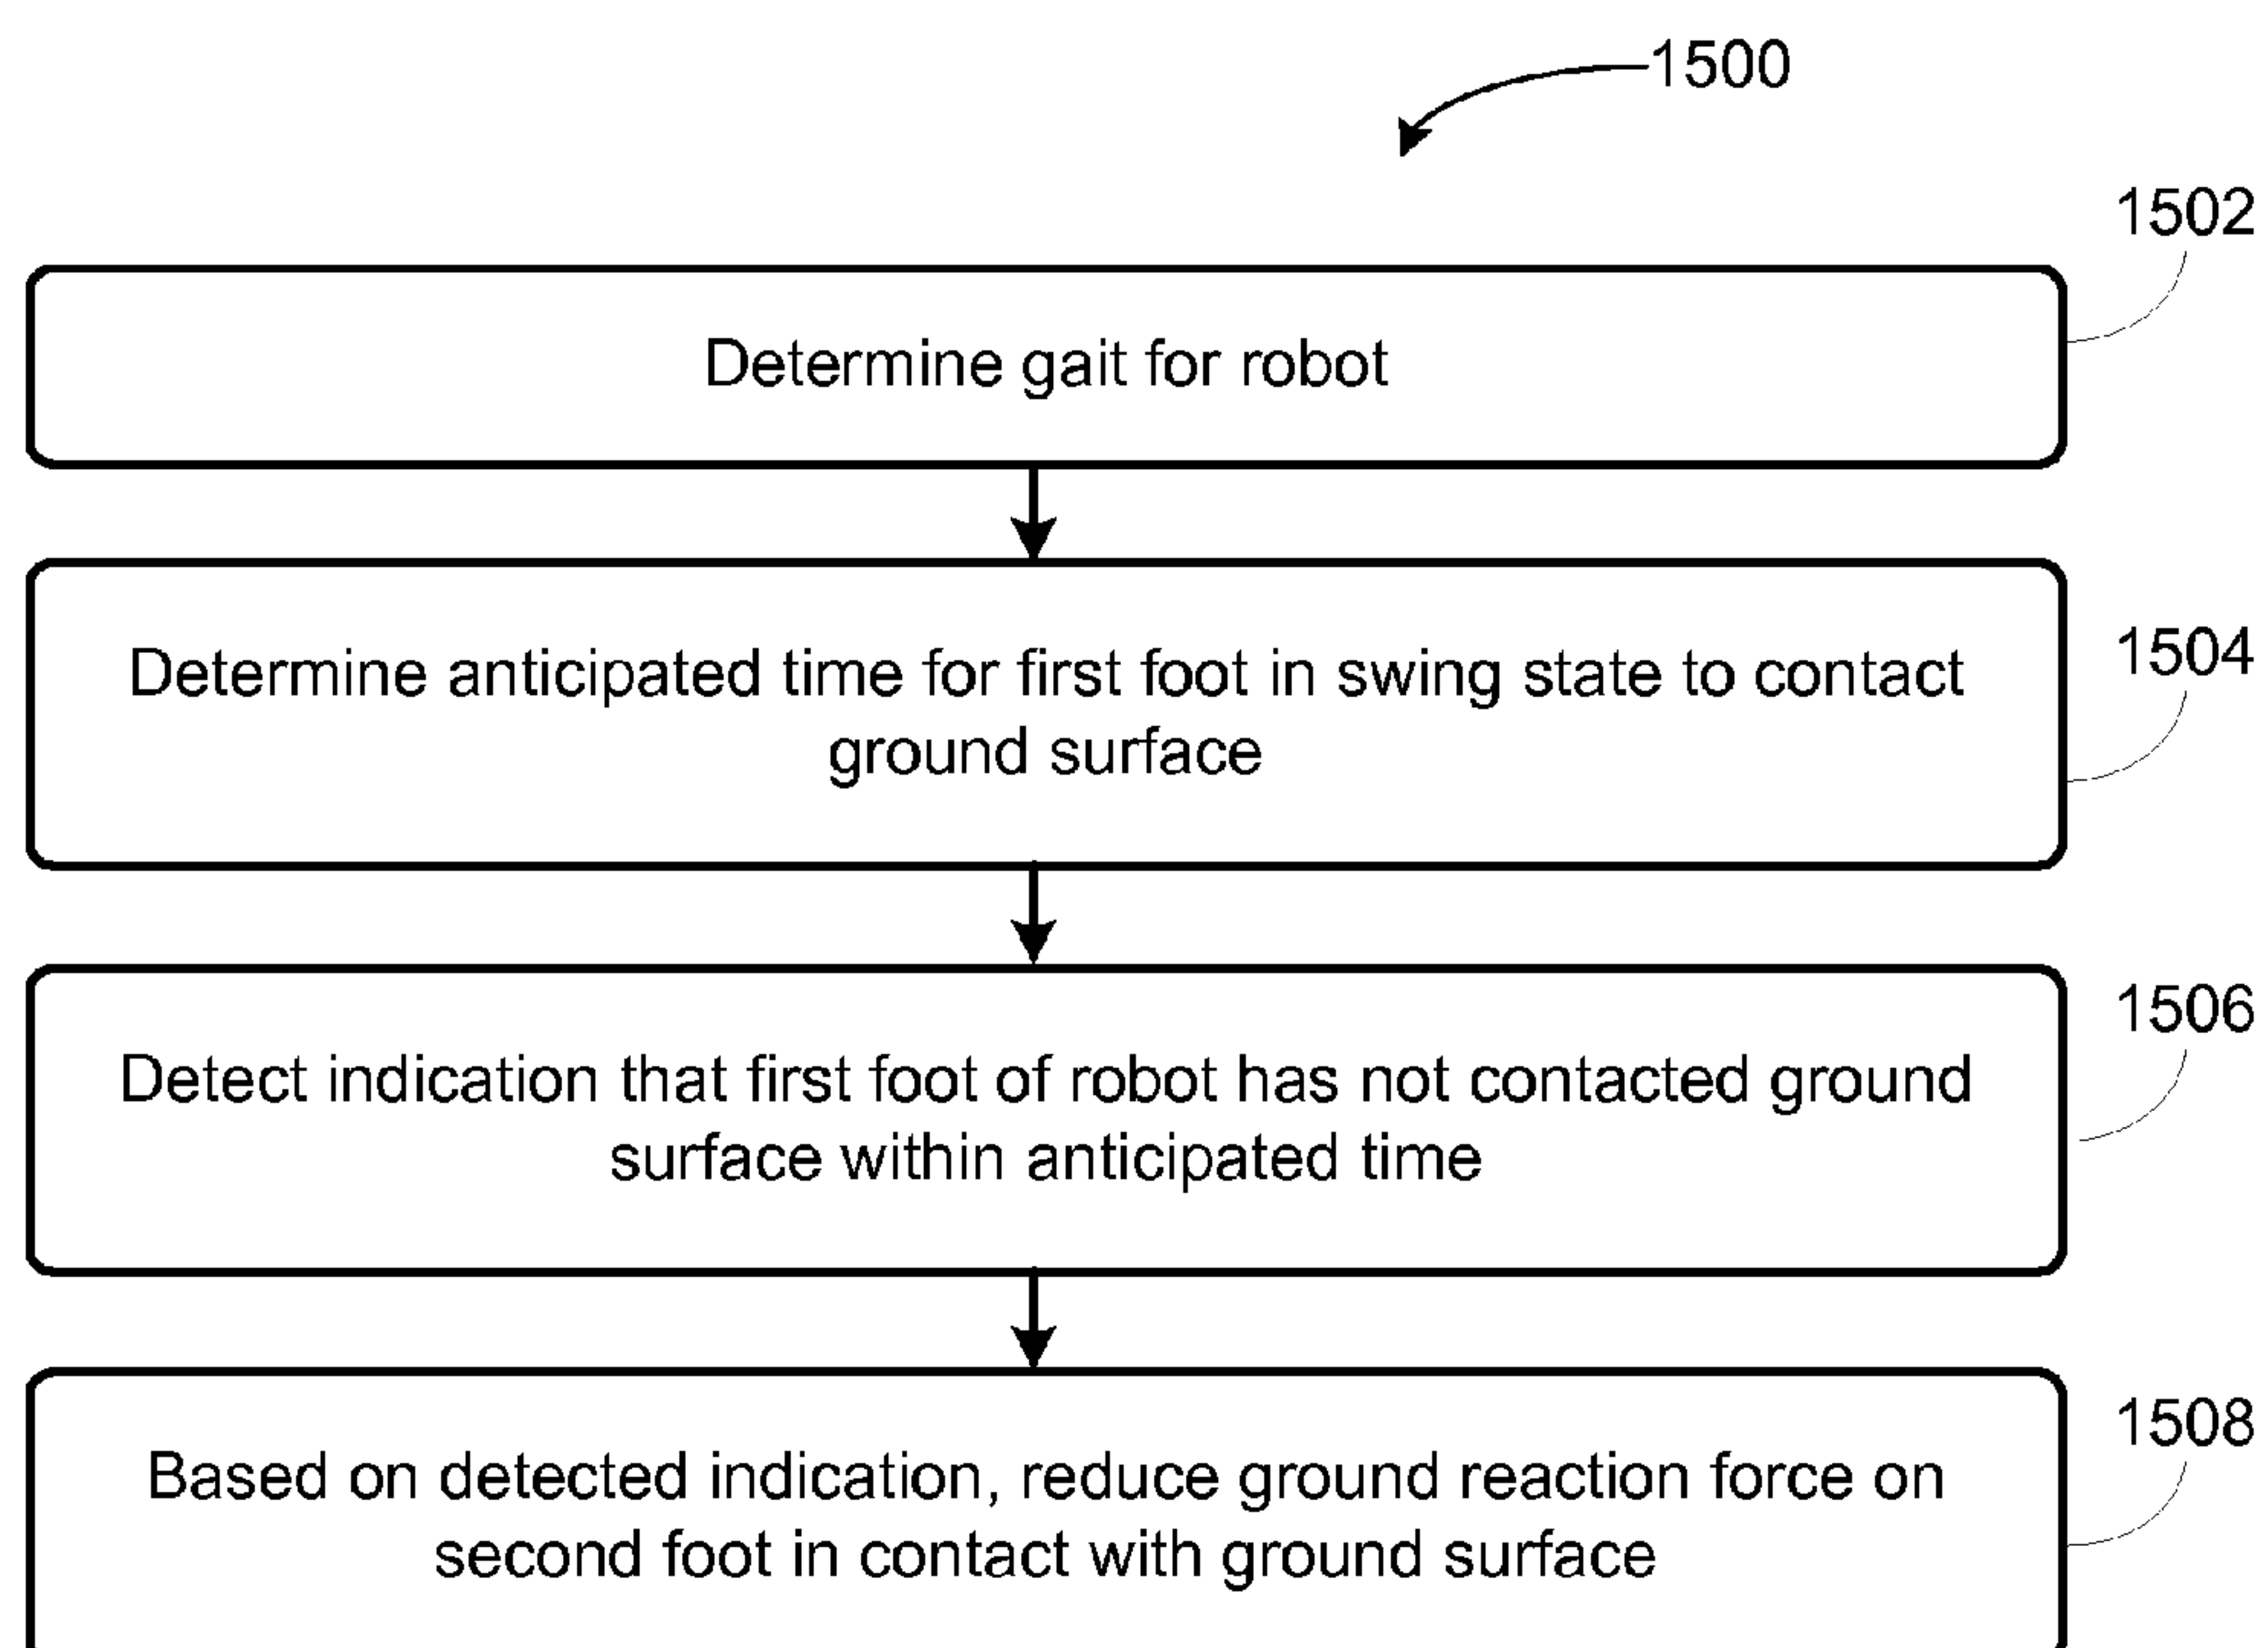 1500
1502
Determine gait for robot
1504
Determine anticipated time for first foot in swing state to contact
ground surface
1506
Detect indication that first foot of robot has not contacted ground
surface within anticipated time
1508
Based on detected indication, reduce ground reaction force on
second foot in contact with ground surface